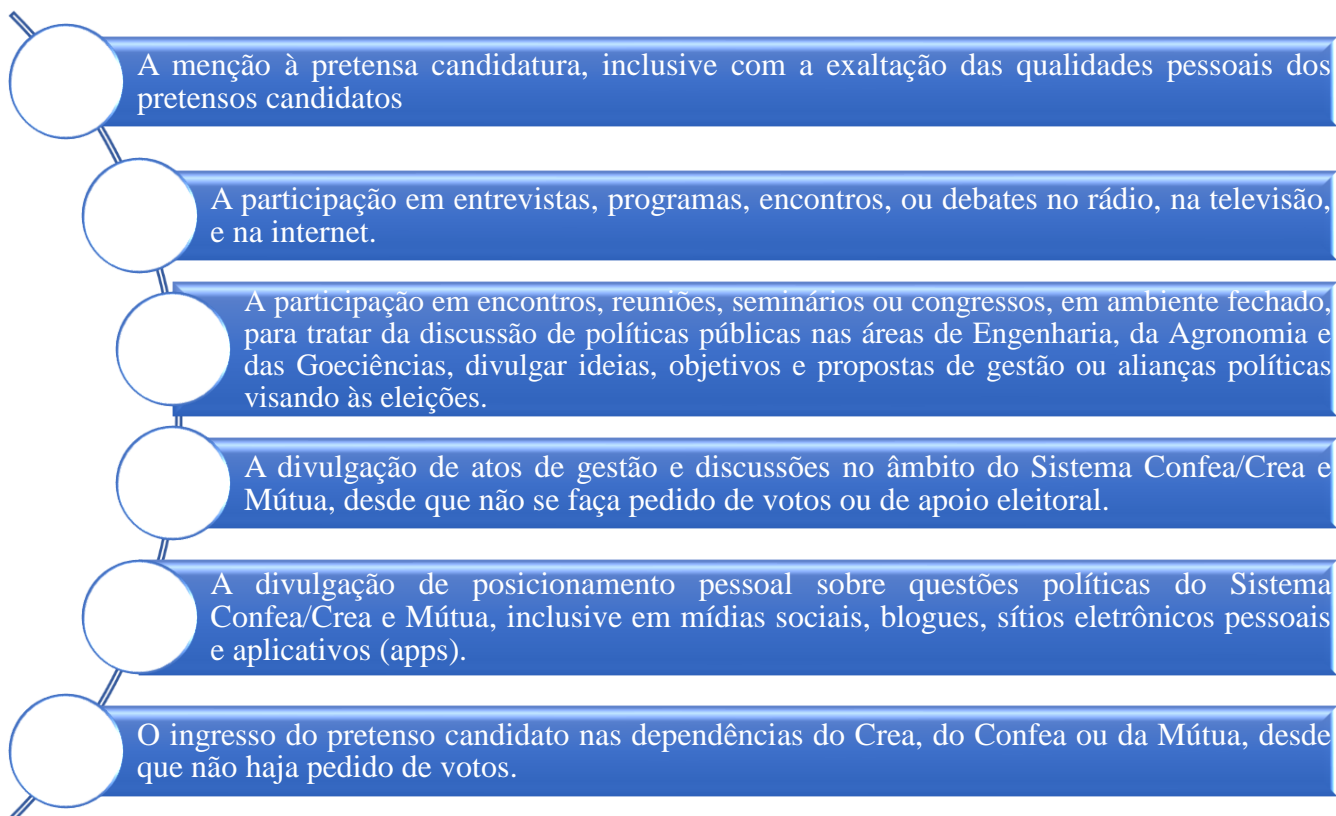 A menção à pretensa candidatura, inclusive com a exaltação das qualidades pessoais dos
pretensos candidatos
A participação em entrevistas, programas, encontros, ou debates no rádio, na televisão,
e na internet.
A participação em encontros, reuniões, seminários ou congressos, em ambiente fechado,
para tratar da discussão de políticas públicas nas áreas de Engenharia, da Agronomia e
das Goeciências, divulgar ideias, objetivos e propostas de gestão ou alianças políticas
visando às eleições.
A divulgação de atos de gestão e discussões no âmbito do Sistema Confea/Crea e
Mútua, desde que não se faça pedido de votos ou de apoio eleitoral.
A divulgação de posicionamento pessoal sobre questões políticas do Sistema
Confea/Crea e Mútua, inclusive em mídias sociais, blogues, sítios eletrônicos pessoais
e aplicativos (apps).
O ingresso do pretenso candidato nas dependências do Crea, do Confea ou da Mútua, desde
que não haja pedido de votos.